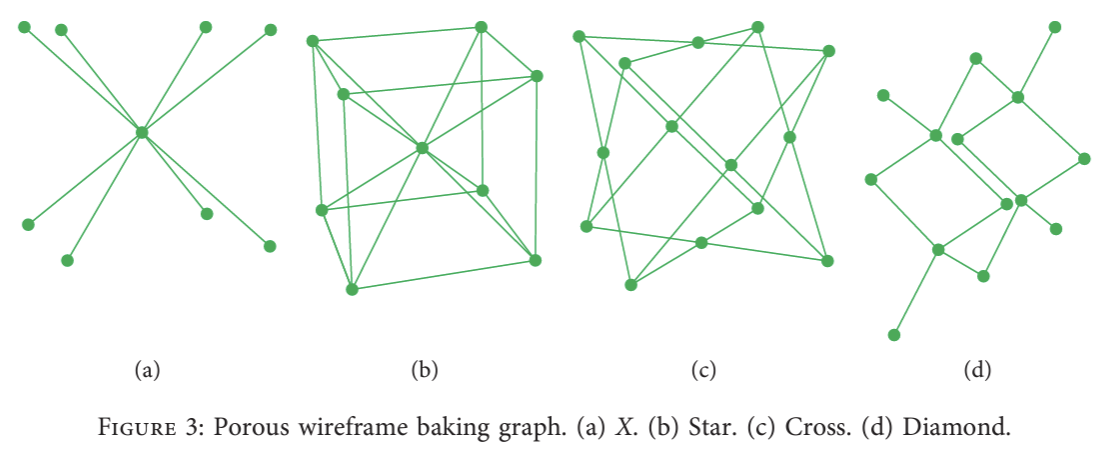 (a) (b) (c) (d)
Figure 3: Porous wireframe baking graph. (a) X. (b) Star. (c) Cross. (d) Diamond.